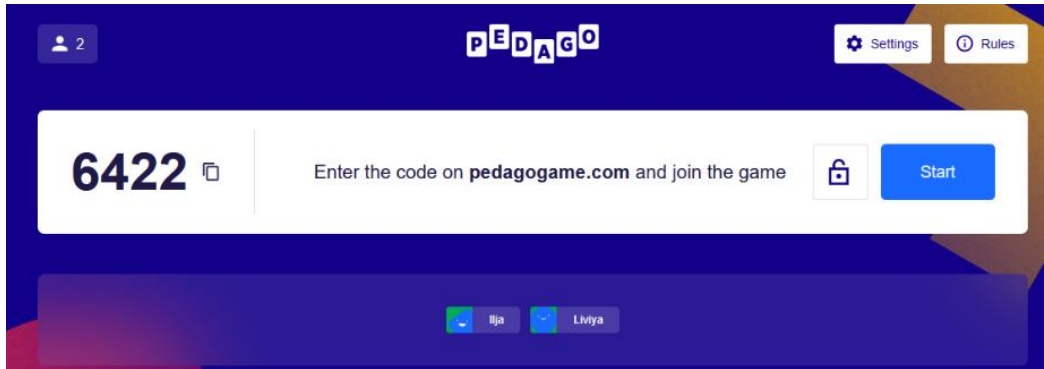 2
PEDAGO
Settings
Rules
6422
Enter the code on pedagogame.com and join the game
Start
Ilja
Liviya